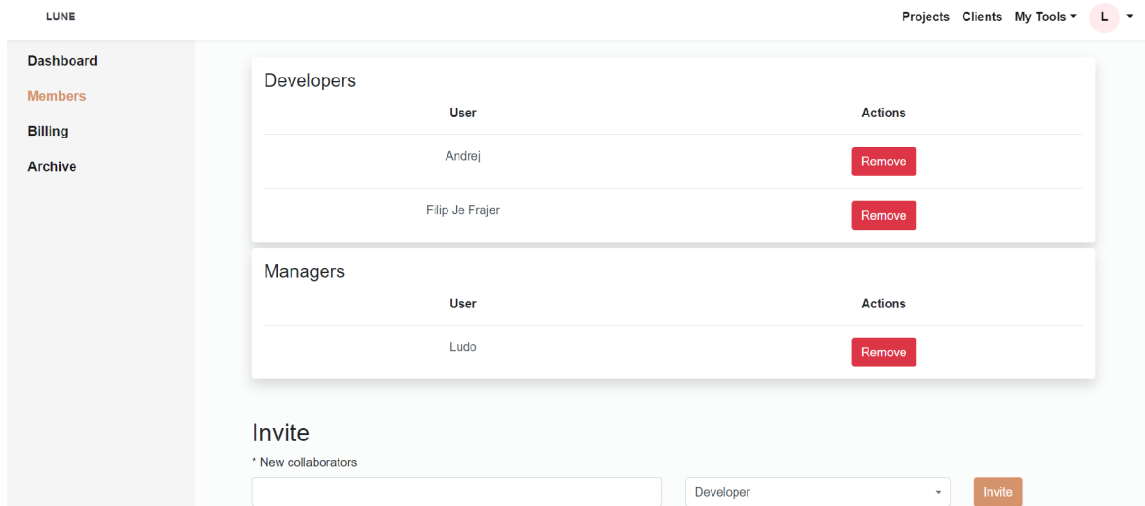 LUNE
Projects Clients My Tools L
Dashboard
Members
Billing
Archive
Developers
User Actions
Andrej Remove
Filip Je Frajer Remove
Managers
User Actions
Ludo Remove
Invite
* New collaborators
Developer Invite